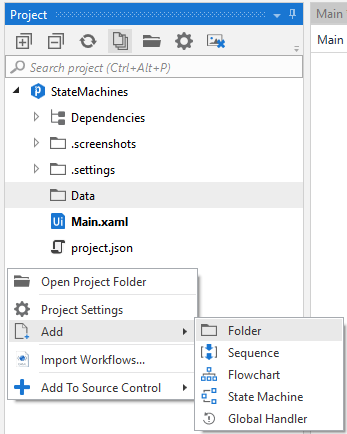 Project
Main
Search project (Ctrl+Alt+P)
Main
StateMachines
Dependencies
.screenshots
.settings
Data
Ui Main.xaml
project.json
Open Project Folder
Project Settings
Add
Folder
Import Workflows...
Sequence
Flowchart
Add To Source Control
State Machine
Global Handler